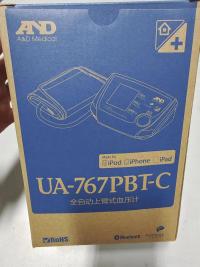 AND
A&D Medical
Made for
iPod iPhone iPad
UA-767PBT-C
全自动上臂式血压计
RoHS
Bluetooth